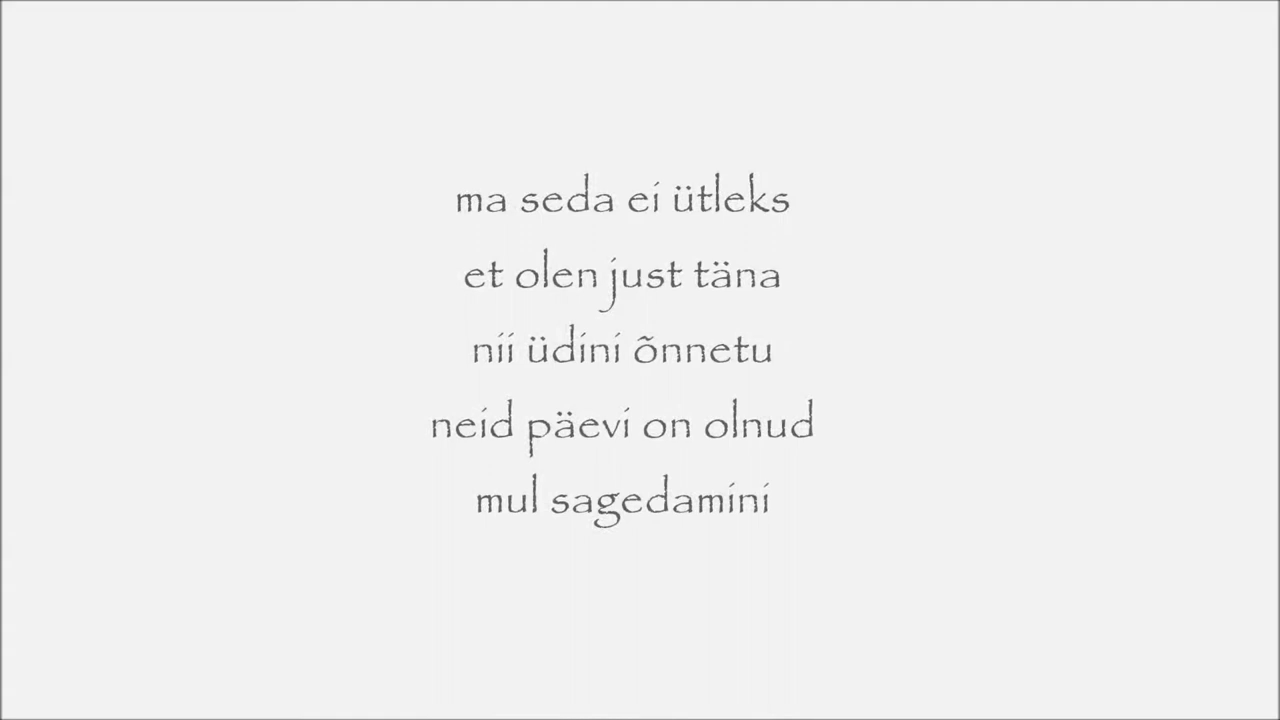 ma seda ei ütleks
et olen just täna
nii üdini õnnetu
neid päevi on olnud
mul sagedamini